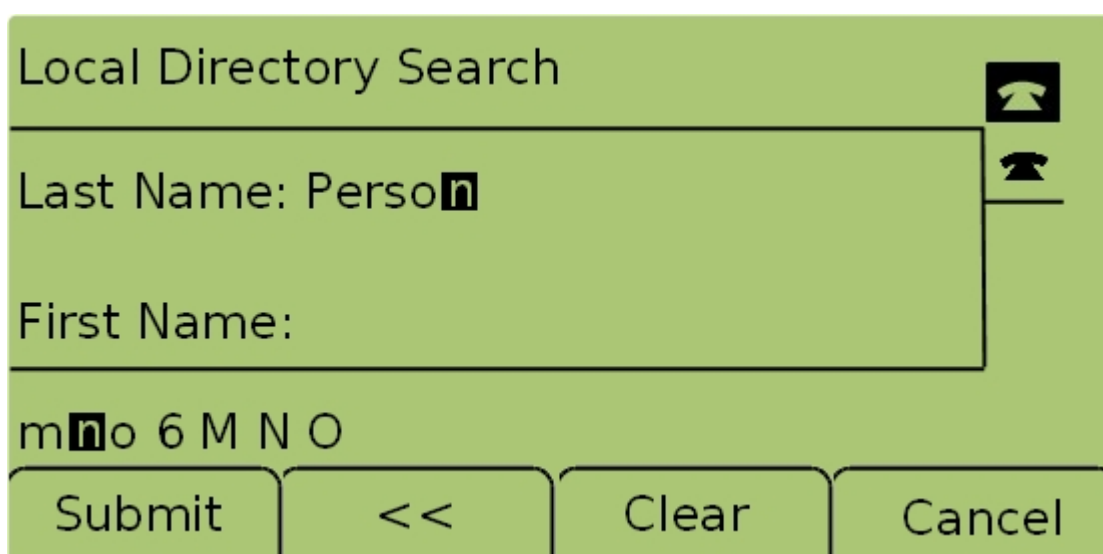 Local Directory Search
Last Name: Person
First Name:
mno 6 M N O
Submit << Clear Cancel